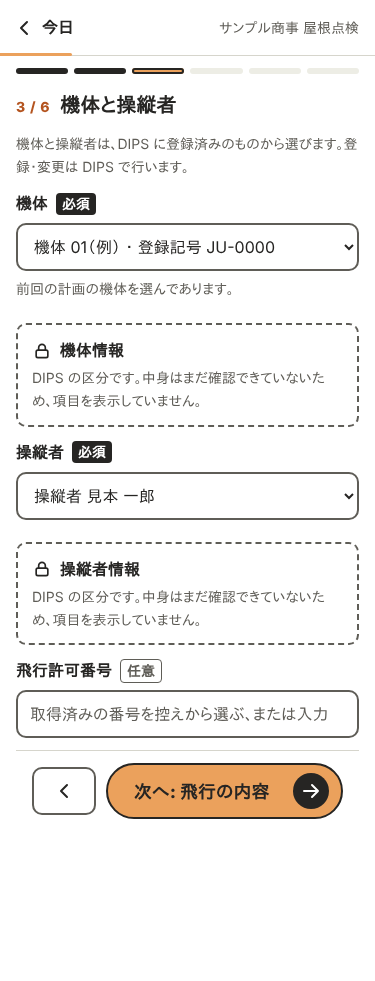 今日
サンプル商事 屋根点検
3 / 6 機体と操縦者
機体と操縦者は、DIPS に登録済みのものから選びます。登
録・変更は DIPS で行います。
機体 必須
機体 01(例) ・ 登録記号 JU-0000
前回の計画の機体を選んであります。
機体情報
DIPS の区分です。中身はまだ確認できていないた
め、項目を表示していません。
操縦者 必須
操縦者 見本 一郎
操縦者情報
DIPS の区分です。中身はまだ確認できていないた
め、項目を表示していません。
飛行許可番号 任意
取得済みの番号を控えから選ぶ、または入力
次へ: 飛行の内容